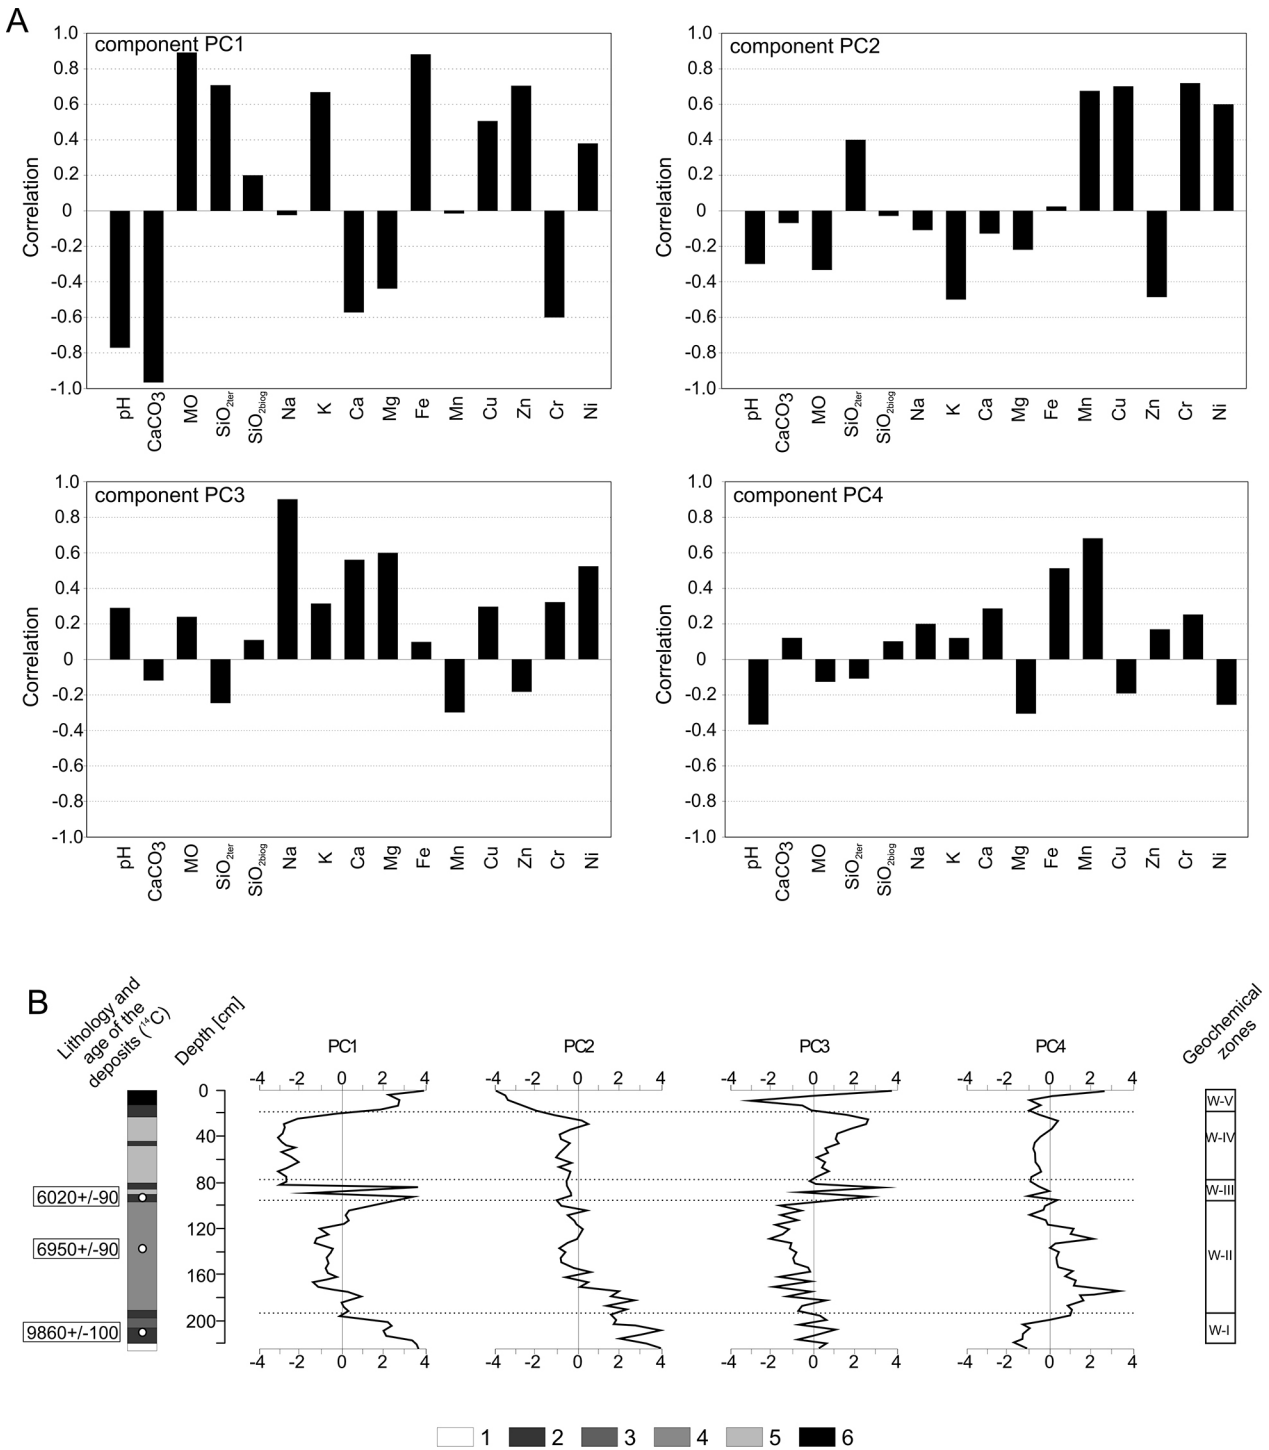 A
component PC1
1.0
0.8
0.6
0.4
0.2
0
-0.2
-0.4
-0.6
-0.8
-1.0
Correlation
pH CaCO3 MO SiO2ter SiO2biog Na K Ca Mg Fe Mn Cu Zn Cr Ni
component PC2
1.0
0.8
0.6
0.4
0.2
0
-0.2
-0.4
-0.6
-0.8
-1.0
Correlation
pH CaCO3 MO SiO2ter SiO2biog Na K Ca Mg Fe Mn Cu Zn Cr Ni
component PC3
1.0
0.8
0.6
0.4
0.2
0
-0.2
-0.4
-0.6
-0.8
-1.0
Correlation
pH CaCO3 MO SiO2ter SiO2biog Na K Ca Mg Fe Mn Cu Zn Cr Ni
component PC4
1.0
0.8
0.6
0.4
0.2
0
-0.2
-0.4
-0.6
-0.8
-1.0
Correlation
pH CaCO3 MO SiO2ter SiO2biog Na K Ca Mg Fe Mn Cu Zn Cr Ni
B
Lithology and
age of the
deposits (14C)
Depth [cm]
PC1
PC2
PC3
PC4
Geochemical
zones
-4 -2 0 2 4
-4 -2 0 2 4
-4 -2 0 2 4
-4 -2 0 2 4
0
40
80
120
160
200
6020+/-90
6950+/-90
9860+/-100
W-V
W-IV
W-III
W-II
W-I
-4 -2 0 2 4
-4 -2 0 2 4
-4 -2 0 2 4
-4 -2 0 2 4
1 2 3 4 5 6